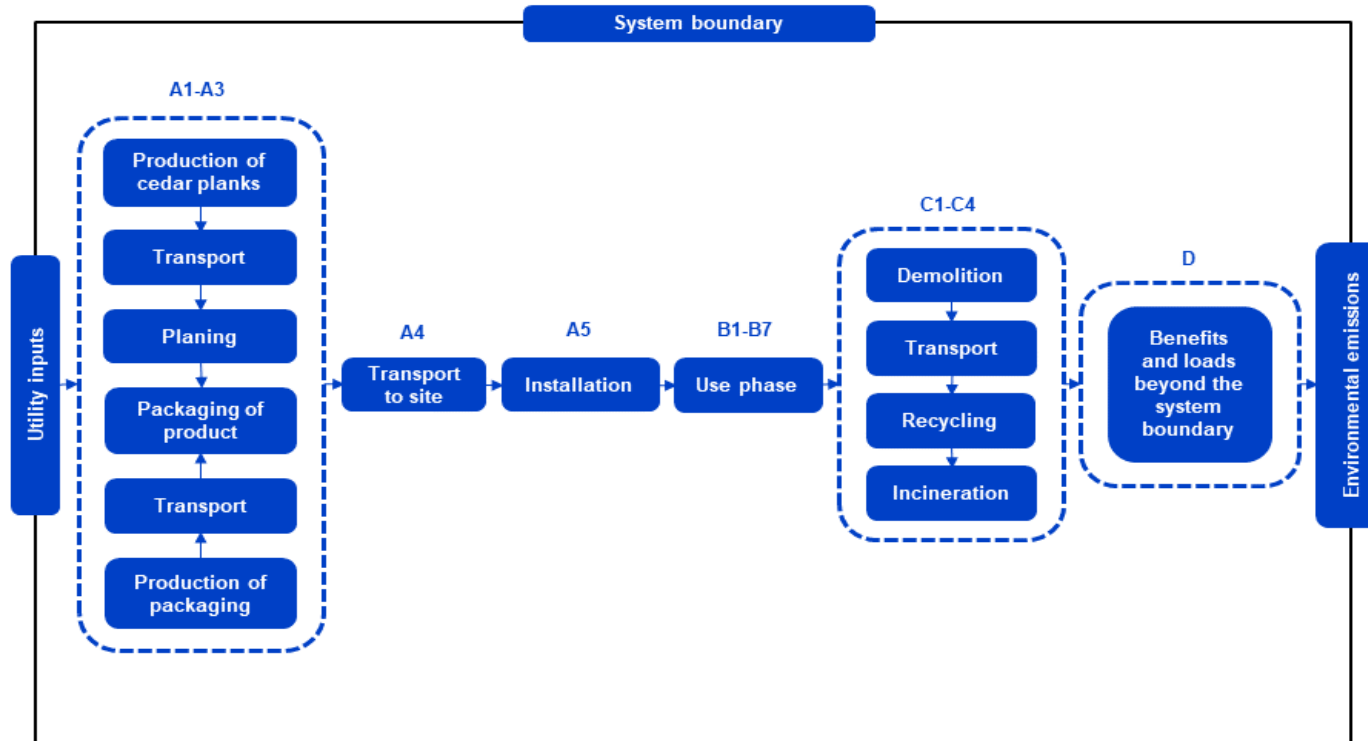 System boundary
A1-A3
Production of
cedar planks
Transport
Planing
Packaging of
product
Transport
Production of
packaging
Utility inputs
A4
Transport
to site
A5
Installation
B1-B7
Use phase
C1-C4
Demolition
Transport
Recycling
Incineration
D
Benefits
and loads
beyond the
system
boundary
Environmental emissions